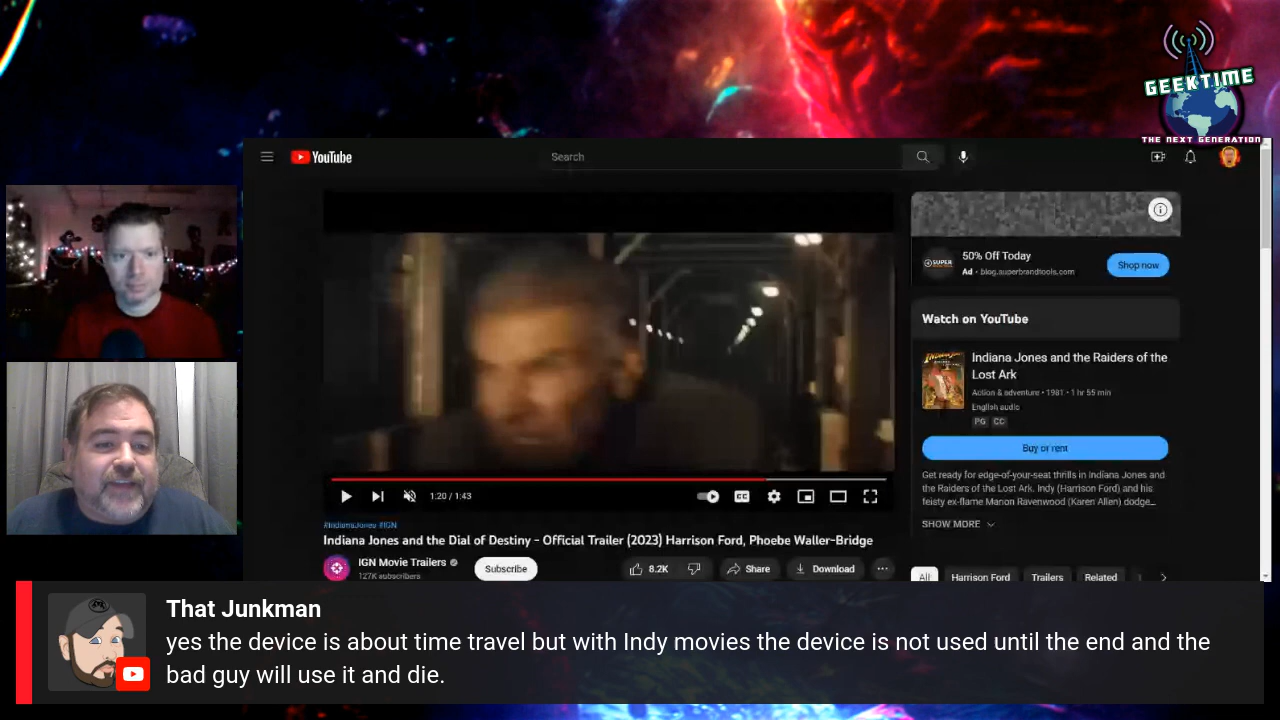 GEEKTIME
THE NEXT GENERATION
YouTube
Search
50% Off Today
Ad • blog.superbrandtools.com
Shop now
Watch on YouTube
Indiana Jones and the Raiders of the
Lost Ark
Action & adventure • 1981 • 1 hr 55 min
English audio
PG CC
Buy or rent
Get ready for edge-of-your-seat thrills in Indiana Jones and
the Raiders of the Lost Ark. Indy (Harrison Ford) and his
feisty ex-flame Marion Ravenwood (Karen Allen) dodge...
SHOW MORE
1:20 / 1:43
CC
#IndianaJones #IGN
Indiana Jones and the Dial of Destiny - Official Trailer (2023) Harrison Ford, Phoebe Waller-Bridge
IGN Movie Trailers
127K subscribers
Subscribe
8.2K
Share
Download
All
Harrison Ford
Trailers
Related
That Junkman
yes the device is about time travel but with Indy movies the device is not used until the end and the
bad guy will use it and die.